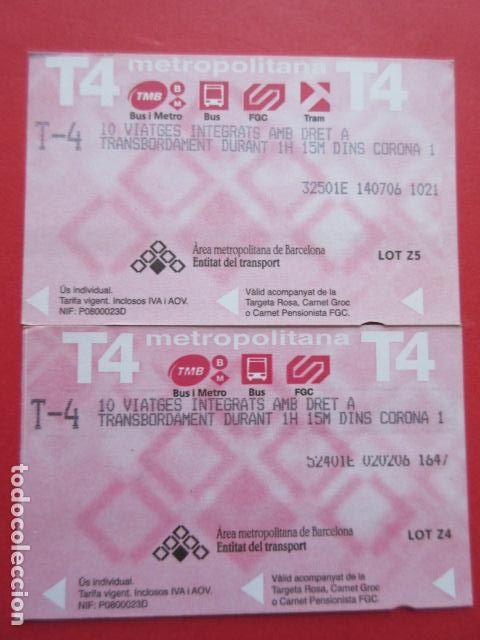 T4 metropolitana T4
TMB B M
Bus i Metro Bus FGC Tram
T-4 10 VIATGES INTEGRATS AMB DRET A
TRANSBORDAMENT DURANT 1H 15M DINS CORONA 1
32501E 140706 1021
Àrea metropolitana de Barcelona
Entitat del transport
LOT Z5
Ús individual.
Tarifa vigent. Inclosos IVA i AOV.
NIF: P0800023D
Vàlid acompanyat de la
Targeta Rosa, Carnet Groc
o Carnet Pensionista FGC.
T4 metropolitana T4
TMB B M
Bus i Metro Bus FGC
T-4 10 VIATGES INTEGRATS AMB DRET A
TRANSBORDAMENT DURANT 1H 15M DINS CORONA 1
52401E 020206 1647
Àrea metropolitana de Barcelona
Entitat del transport
LOT Z4
Ús individual.
Tarifa vigent. Inclosos IVA i AOV.
NIF: P0800023D
Vàlid acompanyat de la
Targeta Rosa, Carnet Groc
o Carnet Pensionista FGC.
todocoleccion